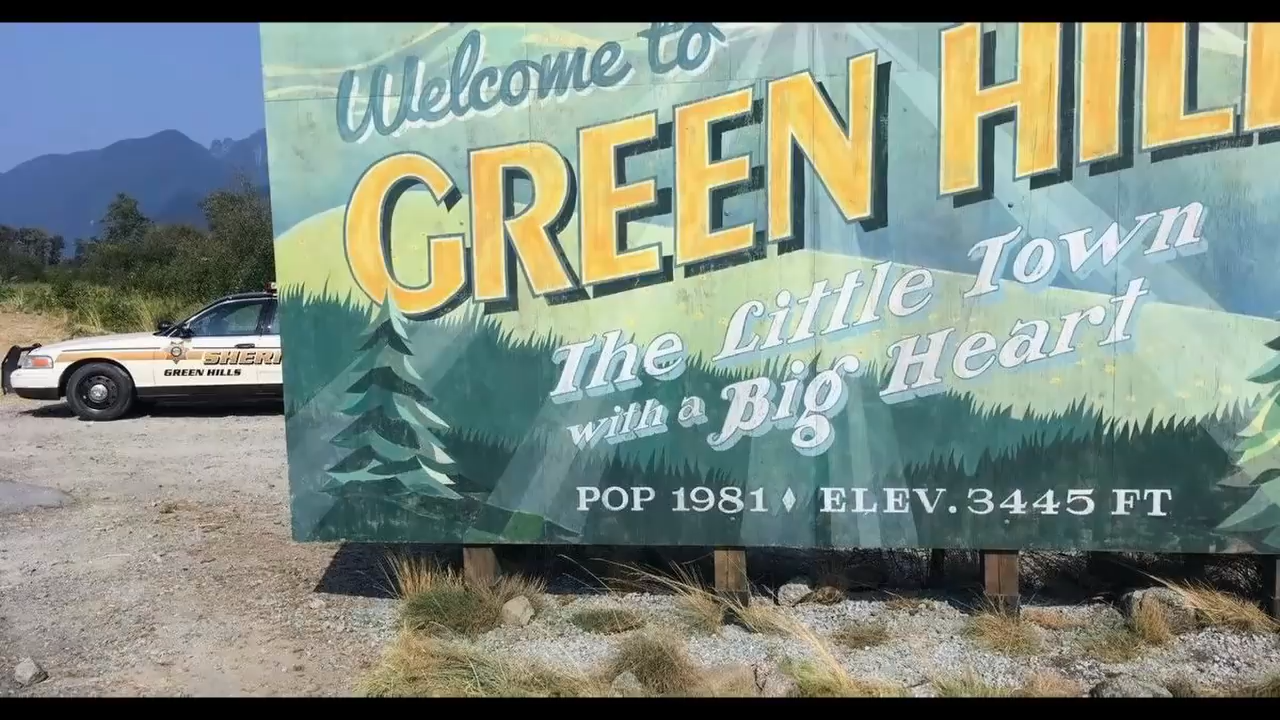 Welcome to
GREEN HILL
The Little Town
with a Big Heart
POP 1981 ♦ ELEV. 3445 FT
SHERI
GREEN HILLS